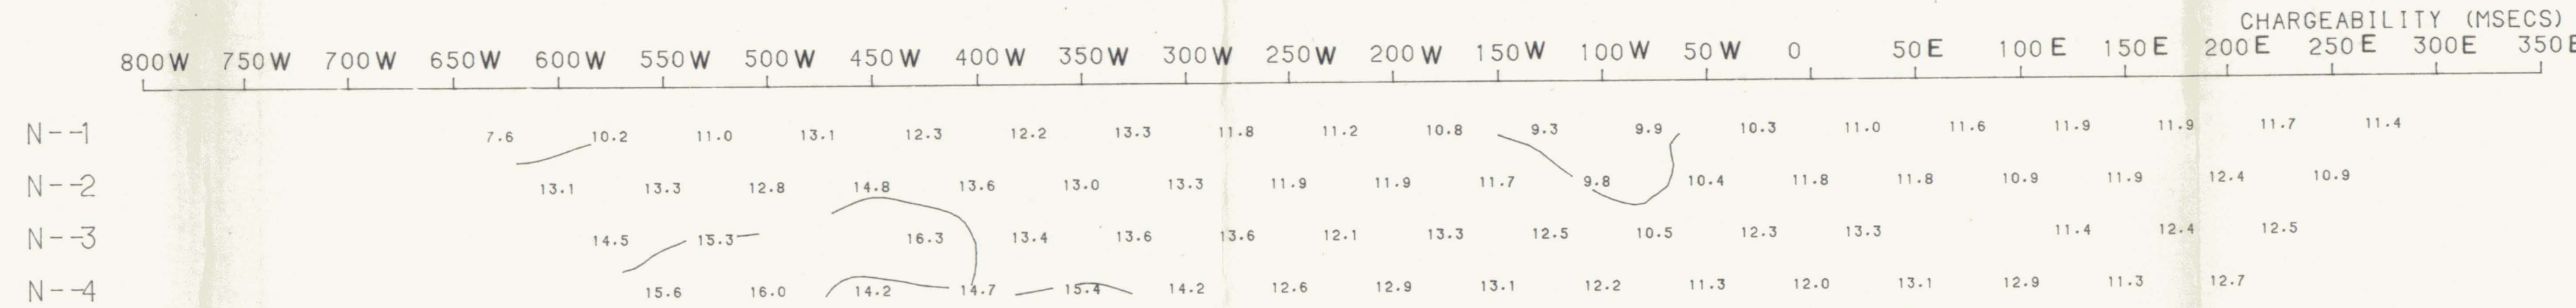 CHARGEABILITY (MSECS)
800W 750W 700W 650W 600W 550W 500W 450W 400W 350W 300W 250W 200W 150W 100W 50W 0 50E 100E 150E 200E 250E 300E 350E
N--1 7.6 10.2 11.0 13.1 12.3 12.2 13.3 11.8 11.2 10.8 9.3 9.9 10.3 11.0 11.6 11.9 11.9 11.7 11.4
N--2 13.1 13.3 12.8 14.8 13.6 13.0 13.3 11.9 11.9 11.7 9.8 10.4 11.8 11.8 10.9 11.9 12.4 10.9
N--3 14.5 15.3 16.3 13.4 13.6 13.6 12.1 13.3 12.5 10.5 12.3 13.3 11.4 12.4 12.5
N--4 15.6 16.0 14.2 14.7 15.4 14.2 12.6 12.9 13.1 12.2 11.3 12.0 13.1 12.9 11.3 12.7